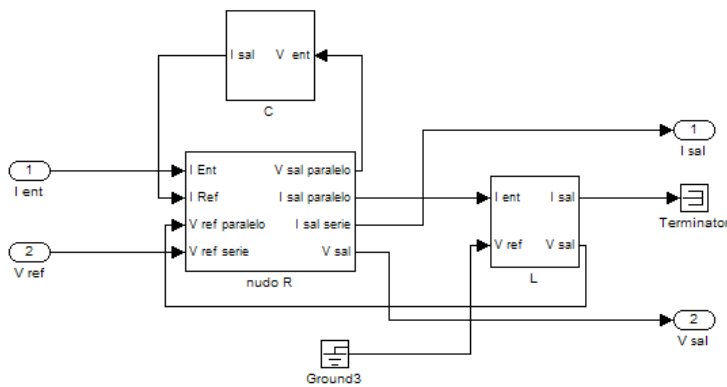 I sal
V ent
C
1
I ent
2
V ref
I Ent
I Ref
V ref paralelo
V ref serie
V sal paralelo
I sal paralelo
I sal serie
V sal
nudo R
I ent
V ref
I sal
V sal
L
1
I sal
Terminator
2
V sal
Ground3